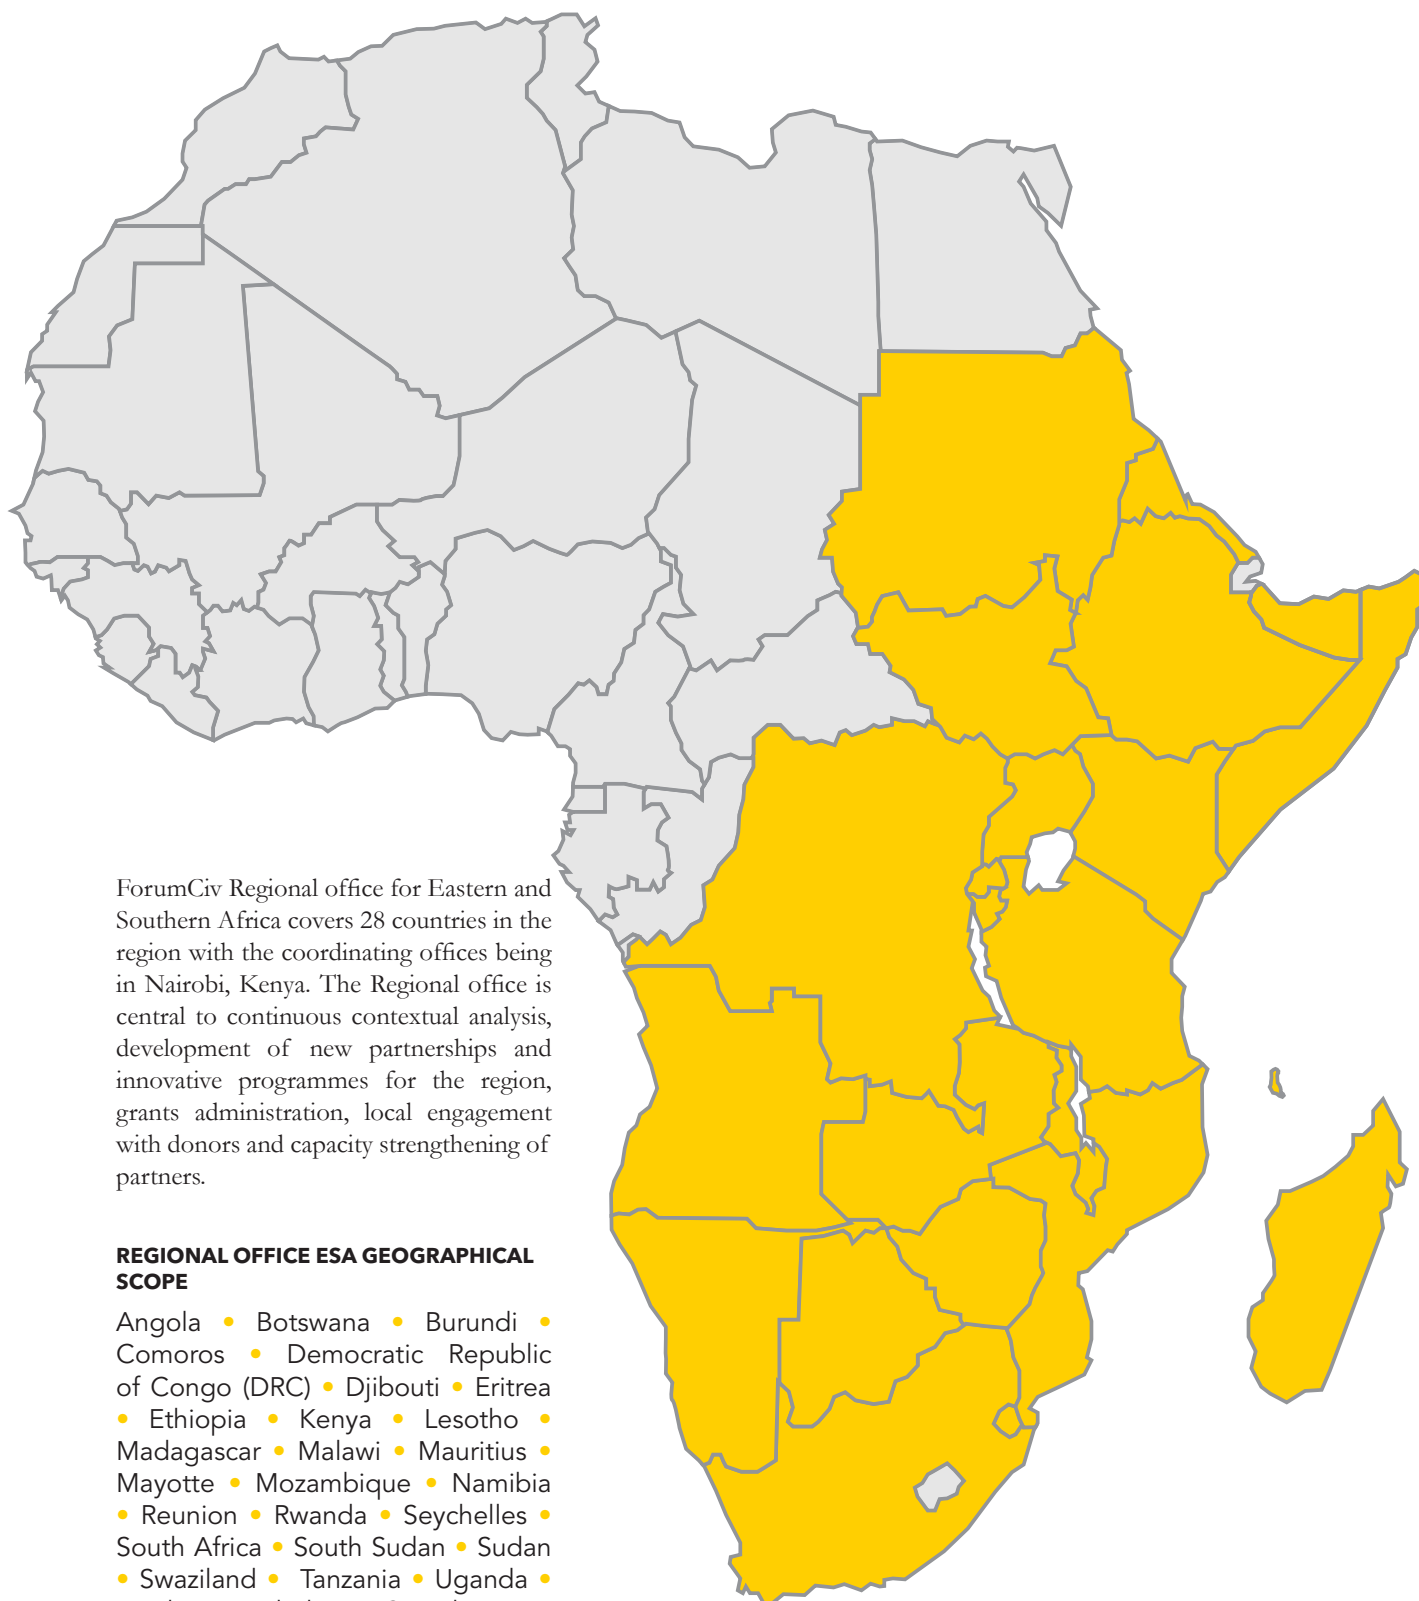 ForumCiv Regional office for Eastern and
Southern Africa covers 28 countries in the
region with the coordinating offices being
in Nairobi, Kenya. The Regional office is
central to continuous contextual analysis,
development of new partnerships and
innovative programmes for the region,
grants administration, local engagement
with donors and capacity strengthening of
partners.
REGIONAL OFFICE ESA GEOGRAPHICAL
SCOPE
Angola • Botswana • Burundi •
Comoros • Democratic Republic
of Congo (DRC) • Djibouti • Eritrea
• Ethiopia • Kenya • Lesotho •
Madagascar • Malawi • Mauritius •
Mayotte • Mozambique • Namibia
• Reunion • Rwanda • Seychelles •
South Africa • South Sudan • Sudan
• Swaziland • Tanzania • Uganda •